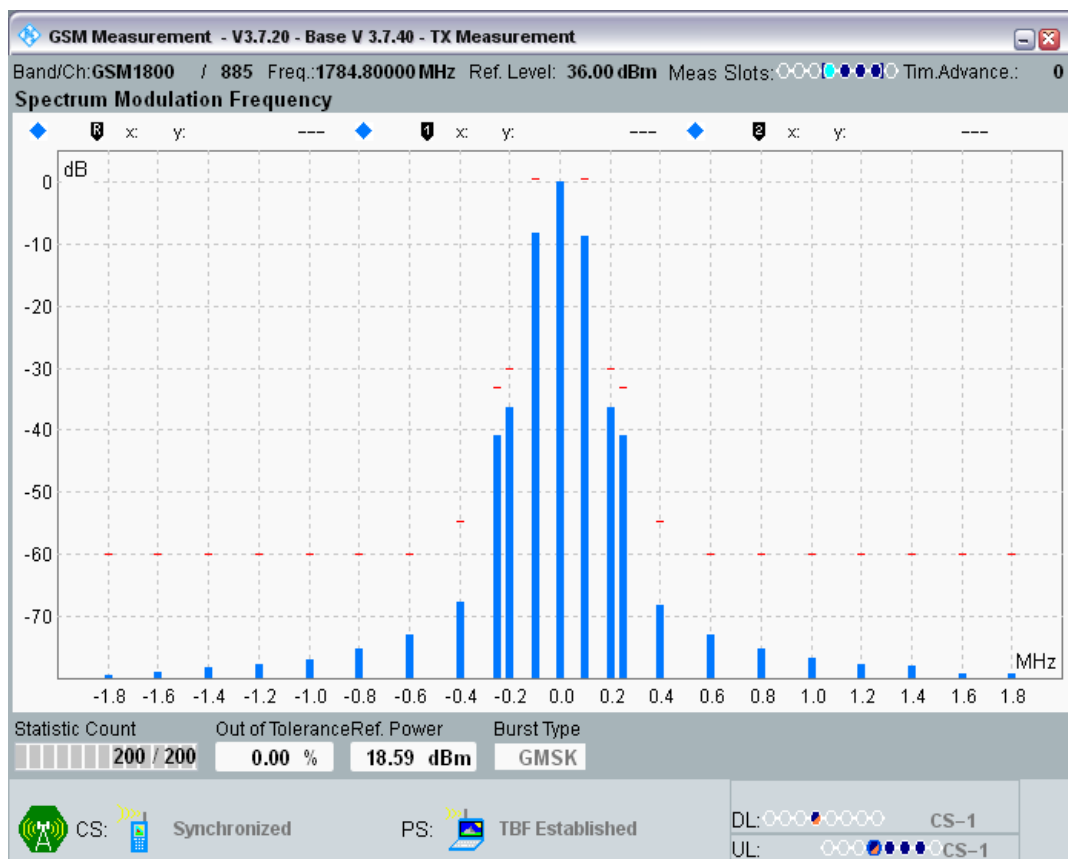 GSM Measurement - V3.7.20 - Base V 3.7.40 - TX Measurement
Band/Ch:GSM1800 / 885 Freq.:1784.80000 MHz Ref. Level: 36.00 dBm Meas Slots: Tim.Advance.: 0
Spectrum Modulation Frequency
R x: y: --- 1 x: y: --- 2 x: y: ---
dB
0
-10
-20
-30
-40
-50
-60
-70
MHz
-1.8 -1.6 -1.4 -1.2 -1.0 -0.8 -0.6 -0.4 -0.2 0.0 0.2 0.4 0.6 0.8 1.0 1.2 1.4 1.6 1.8
Statistic Count Out of Tolerance Ref. Power Burst Type
200 / 200 0.00 % 18.59 dBm GMSK
CS: Synchronized PS: TBF Established
DL: CS-1
UL: CS-1